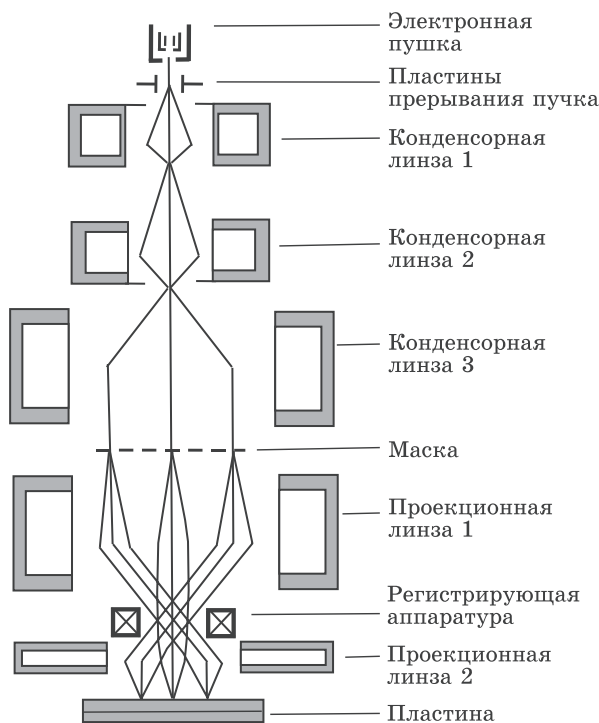 Электронная
пушка
Пластины
прерывания пучка
Конденсорная
линза 1
Конденсорная
линза 2
Конденсорная
линза 3
Маска
Проекционная
линза 1
Регистрирующая
аппаратура
Проекционная
линза 2
Пластина